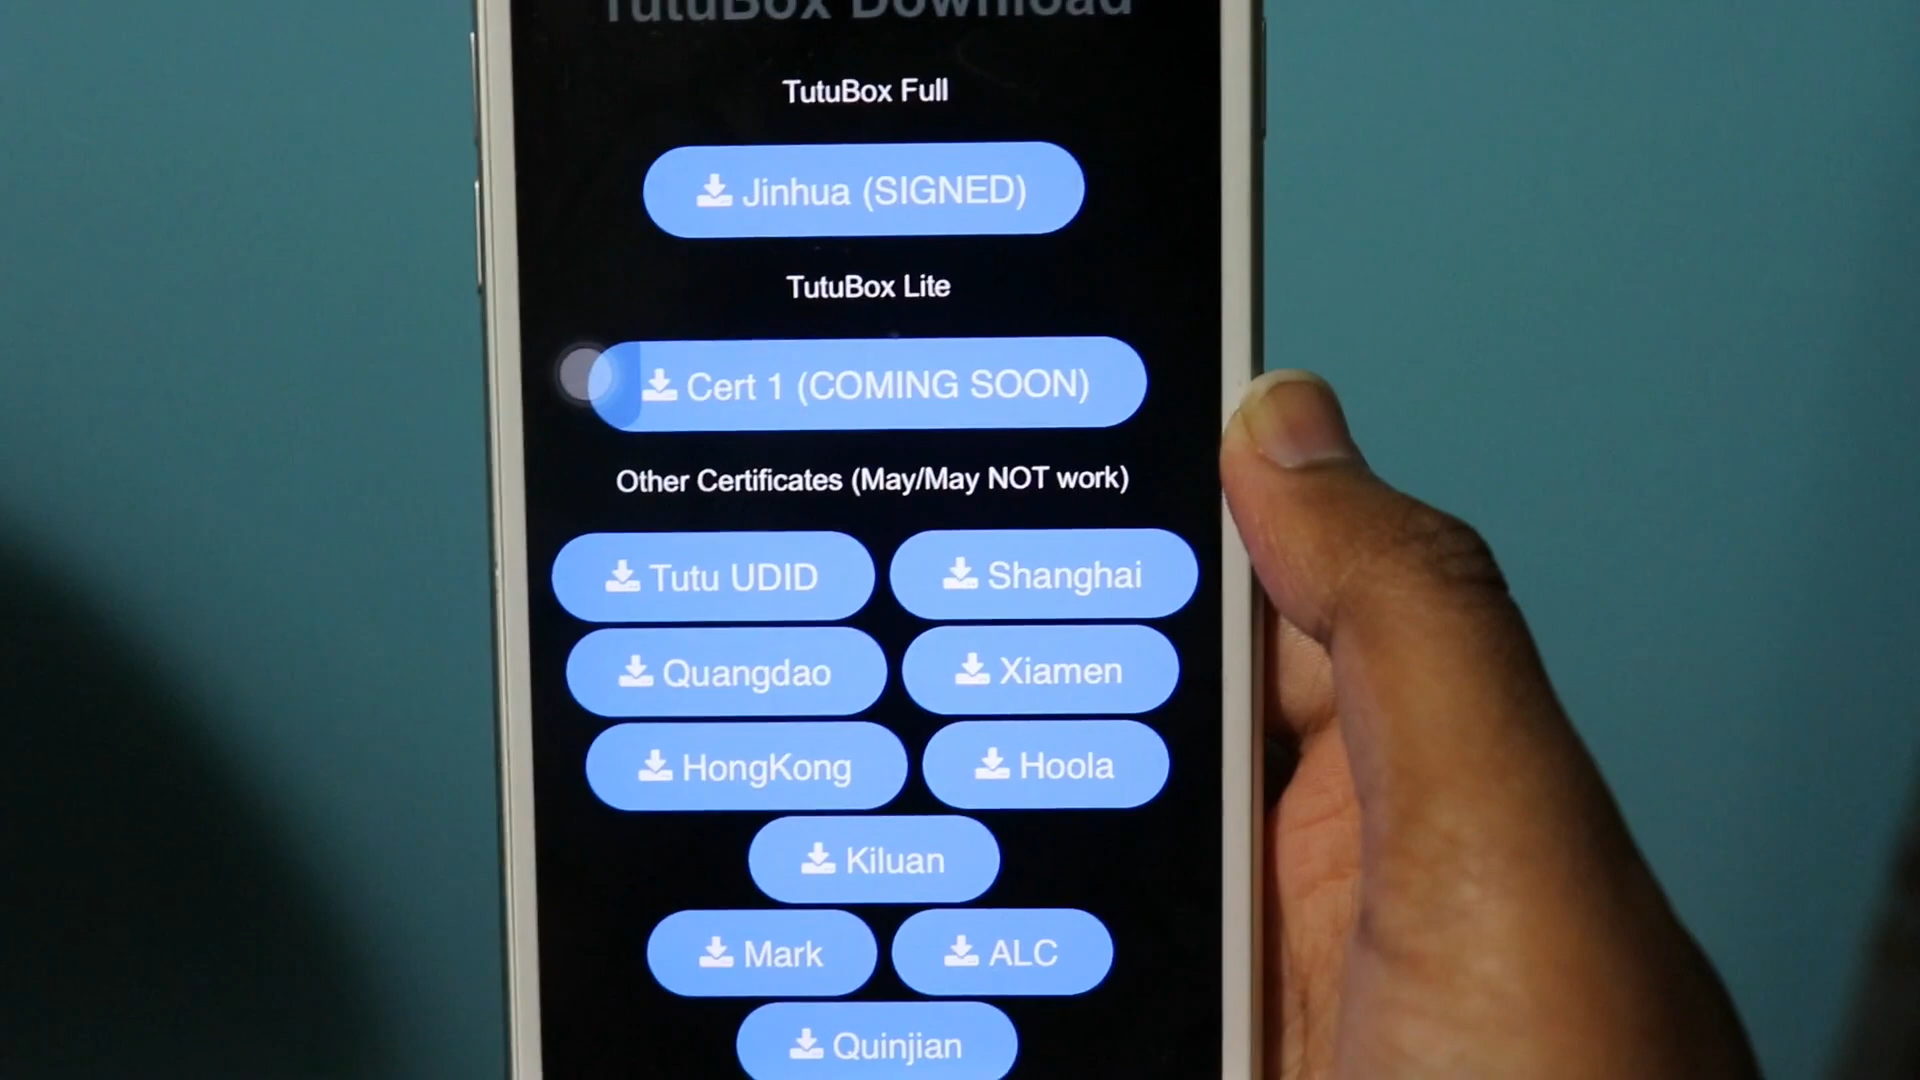 TutuBox Download
TutuBox Full
Jinhua (SIGNED)
TutuBox Lite
Cert 1 (COMING SOON)
Other Certificates (May/May NOT work)
Tutu UDID
Shanghai
Quangdao
Xiamen
HongKong
Hoola
Kiluan
Mark
ALC
Quinjian